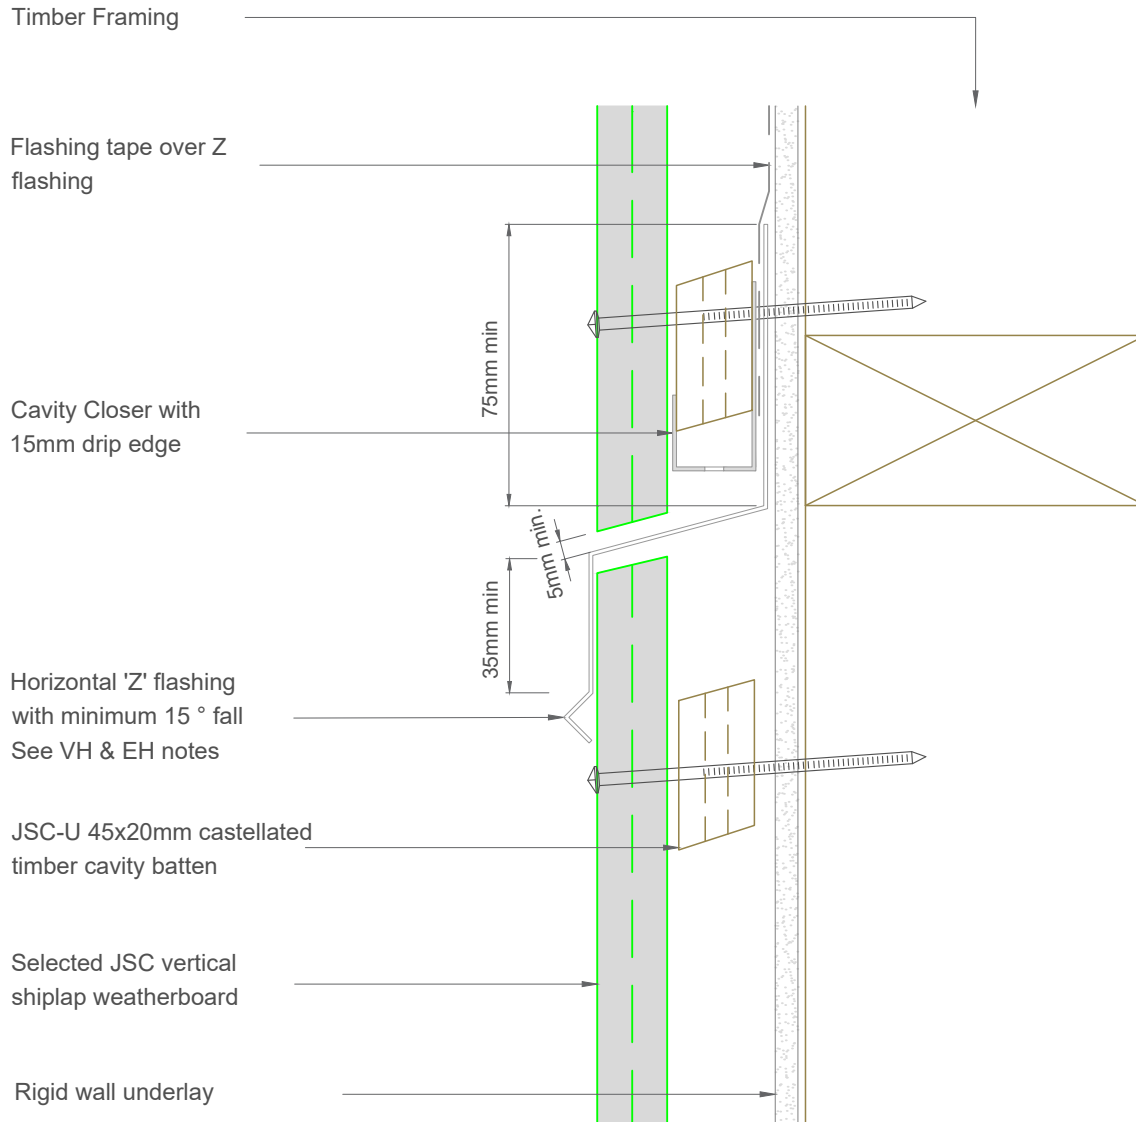 Timber Framing
Flashing tape over Z
flashing
75mm min
Cavity Closer with
15mm drip edge
5mm min.
35mm min
Horizontal 'Z' flashing
with minimum 15 ° fall
See VH & EH notes
JSC-U 45x20mm castellated
timber cavity batten
Selected JSC vertical
shiplap weatherboard
Rigid wall underlay